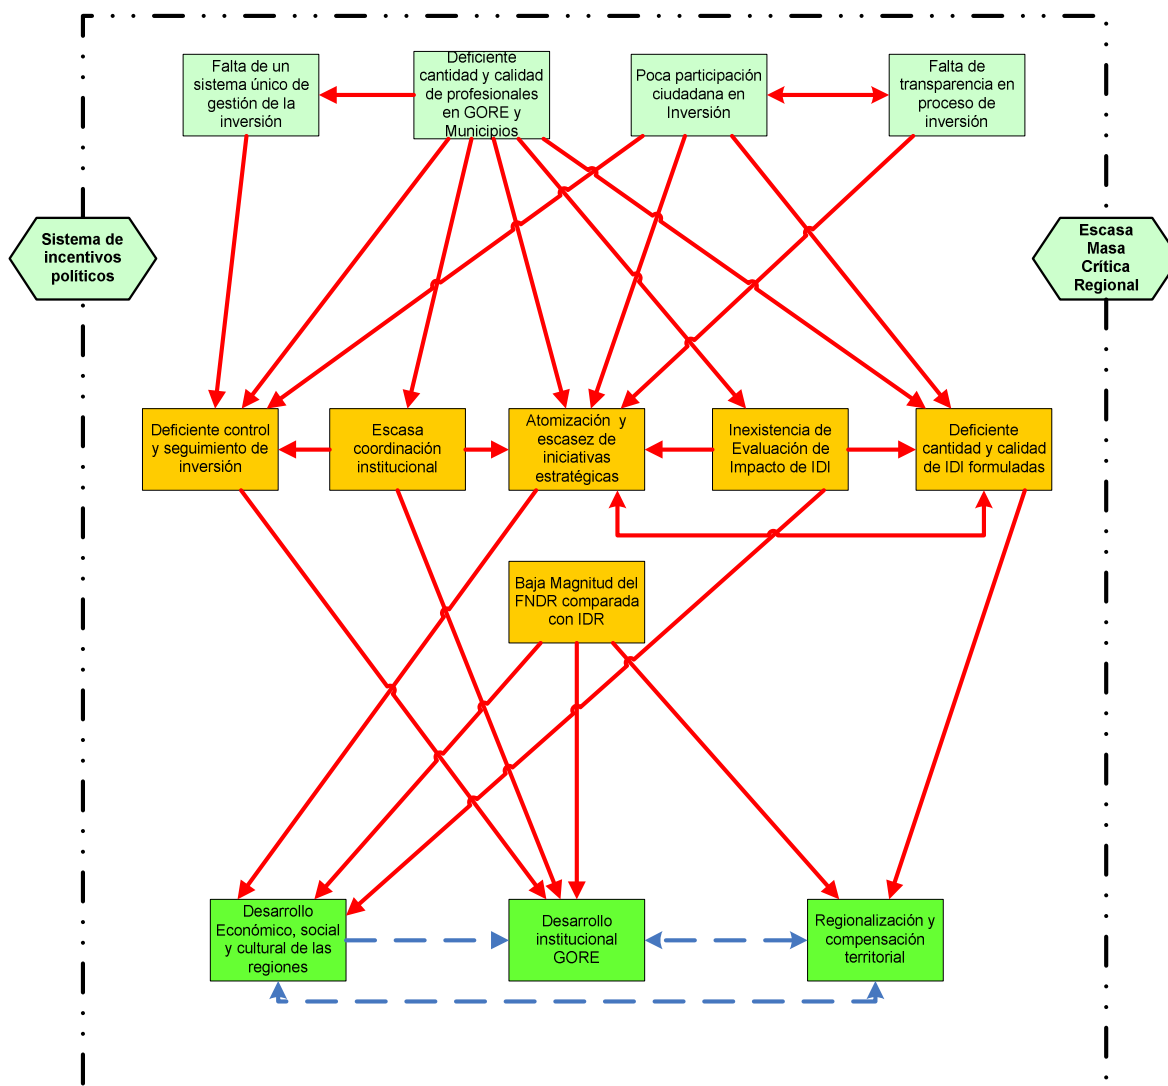 Falta de un
sistema único de
gestión de la
inversión
Deficiente
cantidad y calidad
de profesionales
en GORE y
Municipios
Poca participación
ciudadana en
Inversión
Falta de
transparencia en
proceso de
inversión
Sistema de
incentivos
políticos
Escasa
Masa
Crítica
Regional
Deficiente control
y seguimiento de
inversión
Escasa
coordinación
institucional
Atomización y
escasez de
iniciativas
estratégicas
Inexistencia de
Evaluación de
Impacto de IDI
Deficiente
cantidad y calidad
de IDI formuladas
Baja Magnitud del
FNDR comparada
con IDR
Desarrollo
Económico, social
y cultural de las
regiones
Desarrollo
institucional
GORE
Regionalización y
compensación
territorial